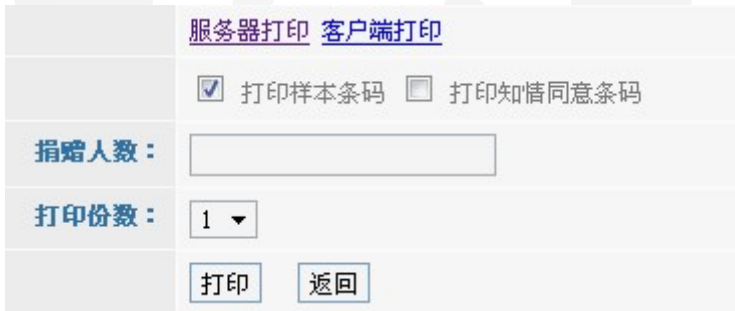 服务器打印 客户端打印
打印样本条码 打印知情同意条码
捐赠人数：
打印份数： 1
打印 返回